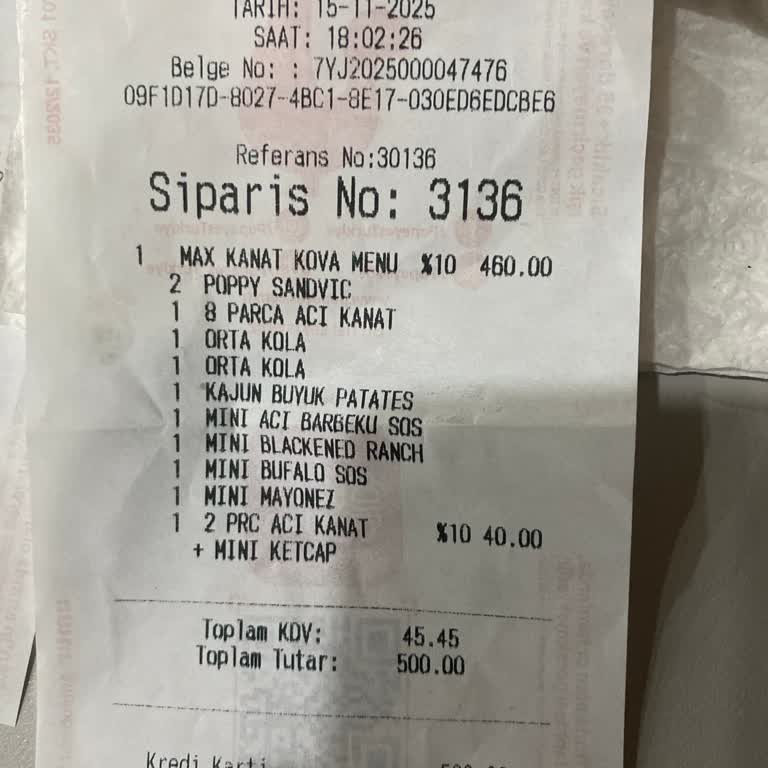 TARİH: 15-11-2025
SAAT: 18:02:26
Belge No: : 7YJ2025000047476
09F1D17D-8027-4BC1-8E17-030ED6EDCBE6
Referans No:30136
Siparis No: 3136
1 MAX KANAT KOVA MENU %10 460.00
2 POPPY SANDVIC
1 8 PARCA ACI KANAT
1 ORTA KOLA
1 ORTA KOLA
1 KAJUN BUYUK PATATES
1 MINI ACI BARBEKU SOS
1 MINI BLACKENED RANCH
1 MINI BUFALO SOS
1 MINI MAYONEZ
1 2 PRC ACI KANAT %10 40.00
+ MINI KETCAP
Toplam KDV: 45.45
Toplam Tutar: 500.00
Kredi Karti